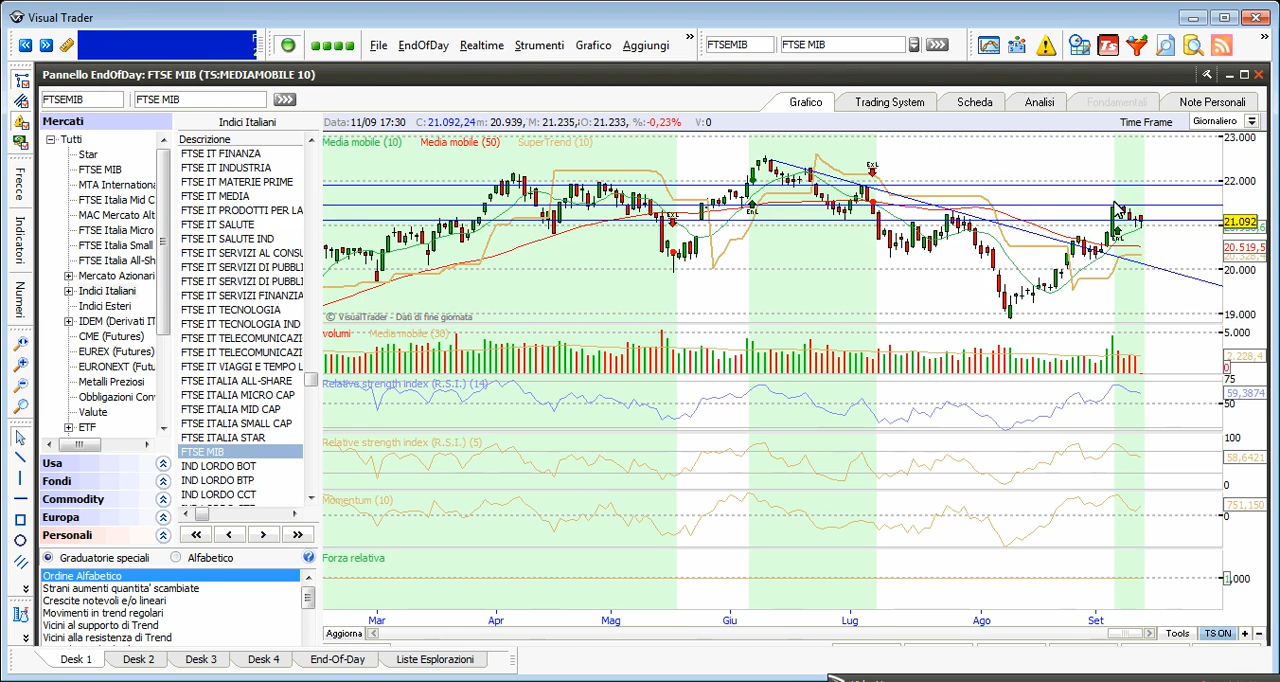 Visual Trader
File EndOfDay Realtime Strumenti Grafico Aggiungi » FTSEMIB FTSE MIB »
Pannello EndOfDay: FTSE MIB (TS:MEDIAMOBILE 10)
FTSEMIB FTSE MIB
Grafico Trading System Scheda Analisi Fondamentali Note Personali
Mercati
Tutti
Star
FTSE MIB
MTA Internationa
FTSE Italia Mid C
MAC Mercato Alt
FTSE Italia Micro
FTSE Italia Small
FTSE Italia All-Sh
Mercato Azionari
Indici Italiani
Indici Esteri
IDEM (Derivati IT
CME (Futures)
EUREX (Futures)
EURONEXT (Futu
Metalli Preziosi
Obbligazioni Con
Valute
ETF
Usa
Fondi
Commodity
Europa
Personali
Frecce
Indicatori
Numeri
Indici Italiani
Descrizione
FTSE IT FINANZA
FTSE IT INDUSTRIA
FTSE IT MATERIE PRIME
FTSE IT MEDIA
FTSE IT PRODOTTI PER LA
FTSE IT SALUTE
FTSE IT SALUTE IND
FTSE IT SERVIZI AL CONSU
FTSE IT SERVIZI DI PUBBLI
FTSE IT SERVIZI DI PUBBLI
FTSE IT SERVIZI FINANZIA
FTSE IT TECNOLOGIA
FTSE IT TECNOLOGIA IND
FTSE IT TELECOMUNICAZI
FTSE IT TELECOMUNICAZI
FTSE IT VIAGGI E TEMPO L
FTSE ITALIA ALL-SHARE
FTSE ITALIA MICRO CAP
FTSE ITALIA MID CAP
FTSE ITALIA SMALL CAP
FTSE ITALIA STAR
FTSE MIB
IND LORDO BOT
IND LORDO BTP
IND LORDO CCT
Graduatorie speciali Alfabetico
Ordine Alfabetico
Strani aumenti quantita' scambiate
Crescite notevoli e/o lineari
Movimenti in trend regolari
Vicini al supporto di Trend
Vicini alla resistenza di Trend
Data:11/09 17:30 C: 21.092,24 m: 20.939, M: 21.235, O: 21.233, %:-0,23% V:0 Time Frame Giornaliero
Media mobile (10) Media mobile (50) SuperTrend (10)
23.000
22.000
21.092
20.519,5
20.000
19.000
ExL
EnL
ExL
EnL
© VisualTrader - Dati di fine giornata
volumi Media mobile (30)
5.000
2.228,4
0
Relative strength index (R.S.I.) (14)
75
59,3874
50
Relative strength index (R.S.I.) (5)
100
58,6421
0
Momentum (10)
751,150
0
Forza relativa
1,000
Mar Apr Mag Giu Lug Ago Set
Aggiorna Tools TS ON + −
Desk 1 Desk 2 Desk 3 Desk 4 End-Of-Day Liste Esplorazioni